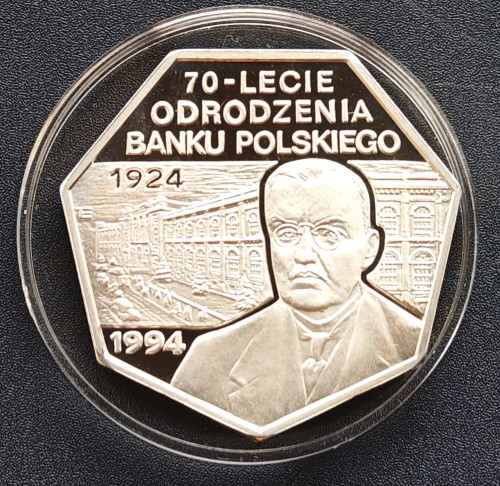 70-LECIE
ODRODZENIA
BANKU POLSKIEGO
1924
1994